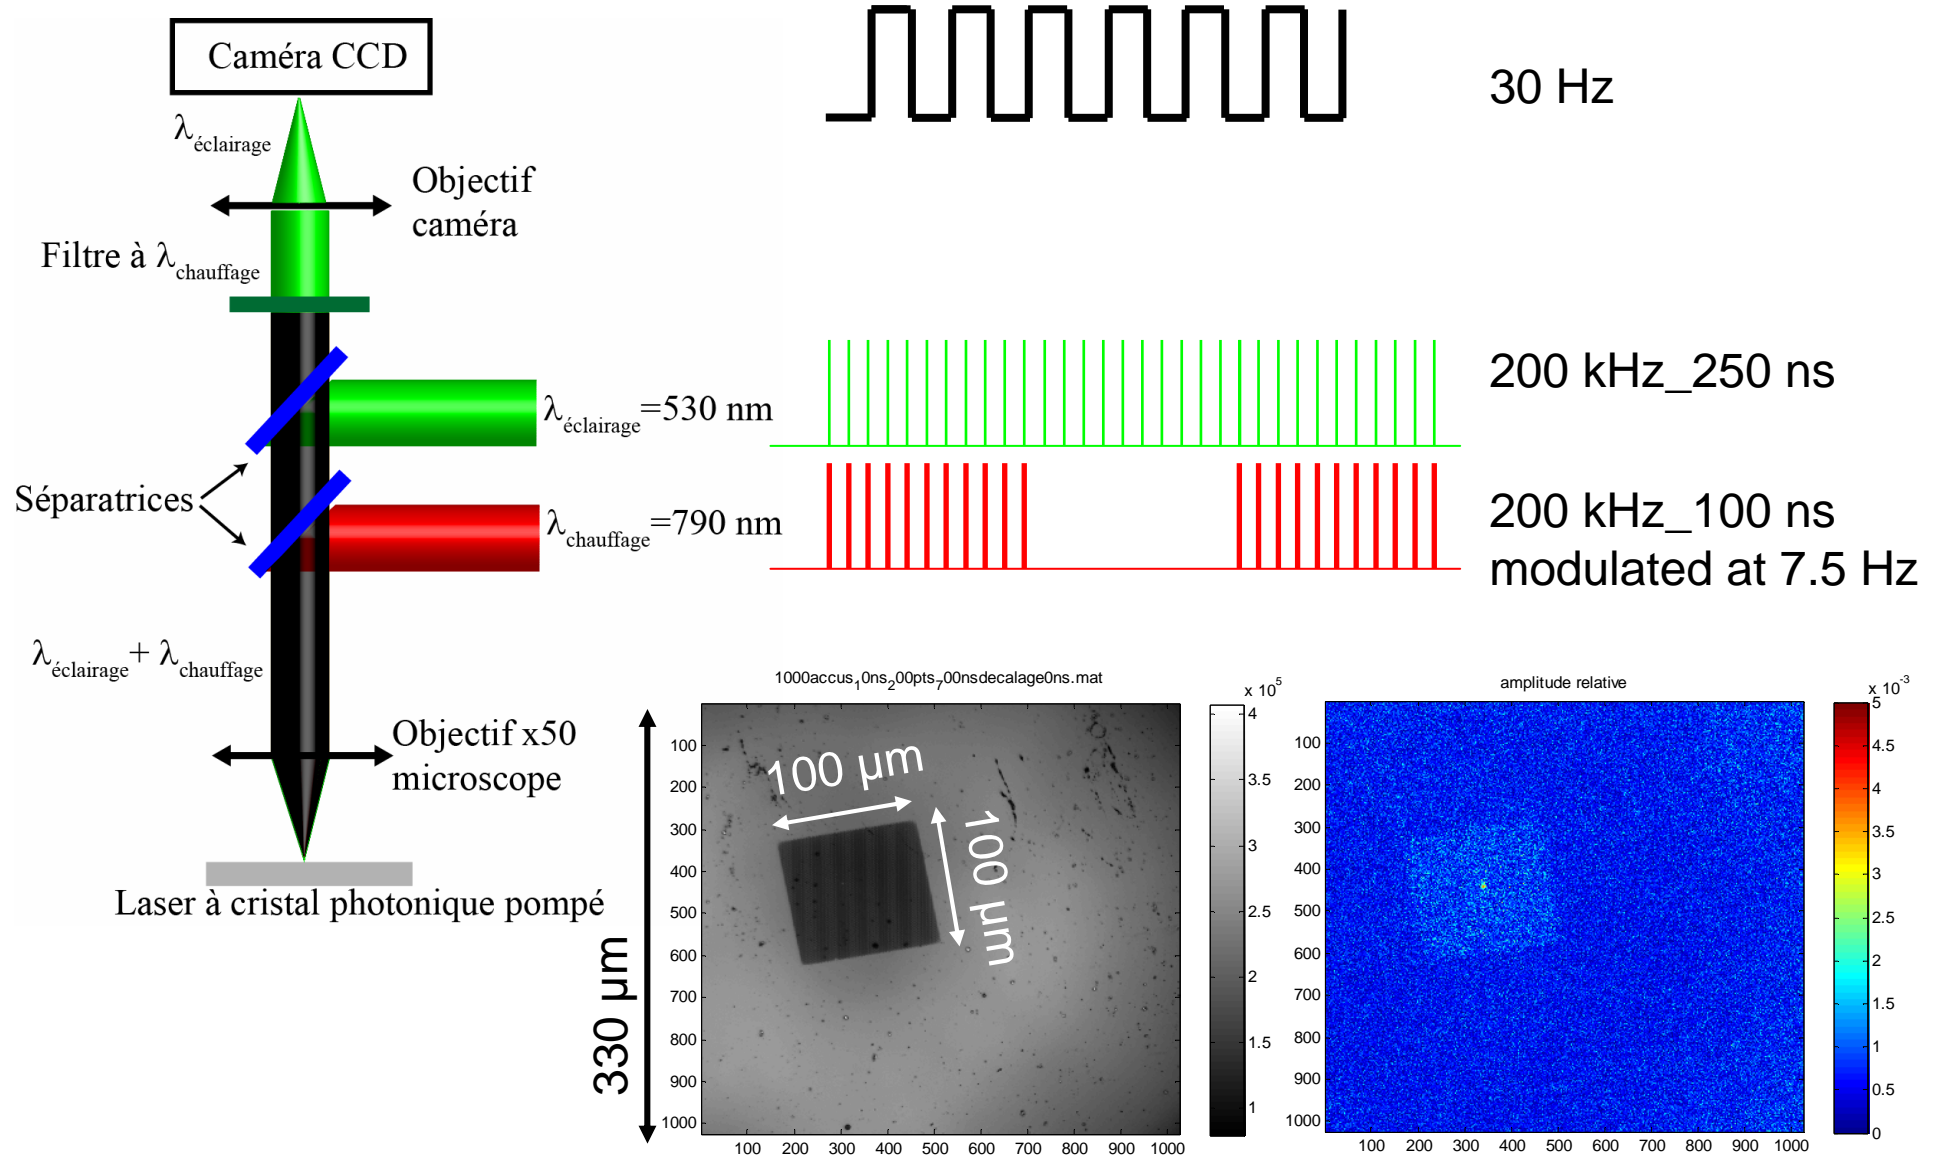 Caméra CCD
λéclairage
Objectif
caméra
Filtre à λchauffage
λéclairage=530 nm
Séparatrices
λchauffage=790 nm
λéclairage+ λchauffage
Objectif x50
microscope
Laser à cristal photonique pompé
30 Hz
200 kHz_250 ns
200 kHz_100 ns
modulated at 7.5 Hz
1000accus10ns200pts700nsdecalage0ns.mat
x 10^5
330 µm
100 µm
100 µm
100
200
300
400
500
600
700
800
900
1000
100 200 300 400 500 600 700 800 900 1000
4
3.5
3
2.5
2
1.5
1
amplitude relative
x 10^-3
100
200
300
400
500
600
700
800
900
1000
100 200 300 400 500 600 700 800 900 1000
5
4.5
4
3.5
3
2.5
2
1.5
1
0.5
0